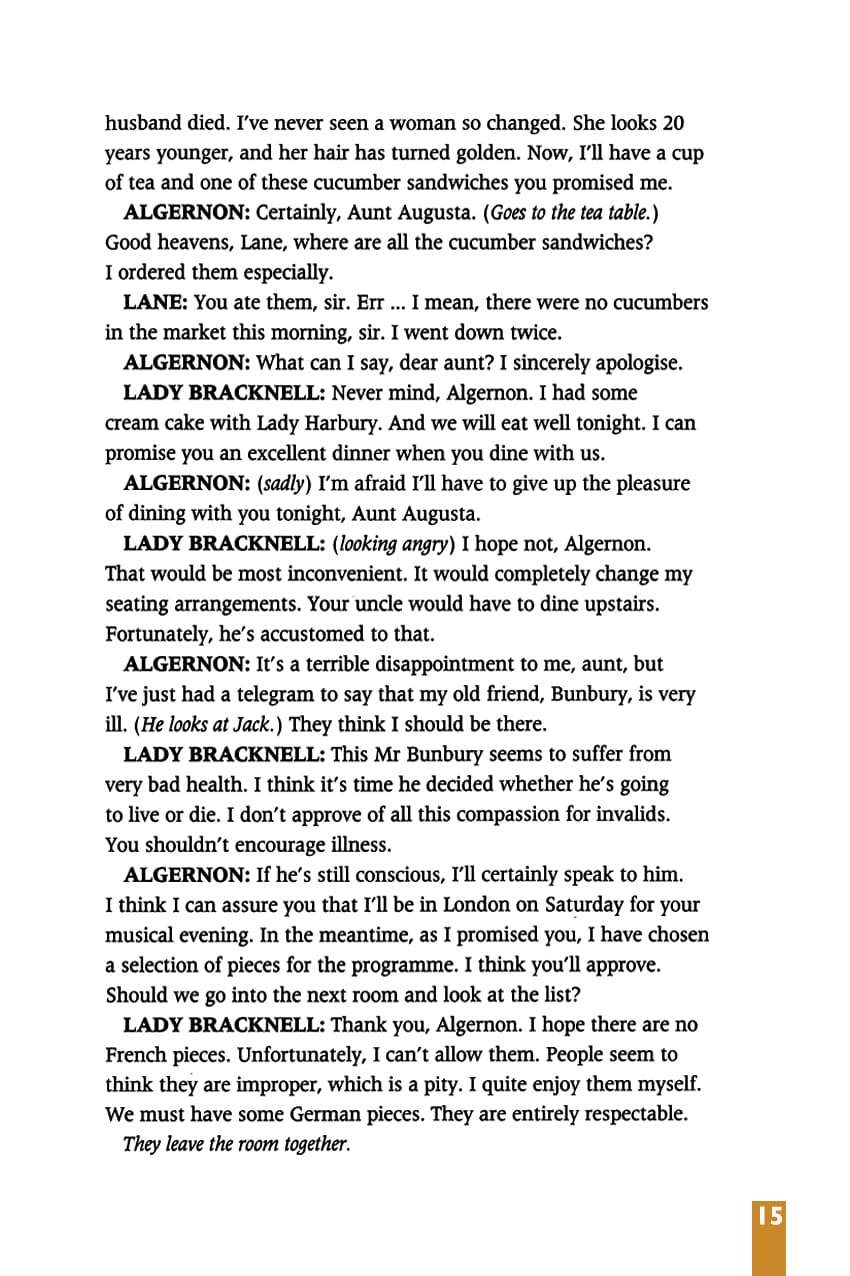 husband died. I've never seen a woman so changed. She looks 20
years younger, and her hair has turned golden. Now, I'll have a cup
of tea and one of these cucumber sandwiches you promised me.
ALGERNON: Certainly, Aunt Augusta. (Goes to the tea table.)
Good heavens, Lane, where are all the cucumber sandwiches?
I ordered them especially.
LANE: You ate them, sir. Err ... I mean, there were no cucumbers
in the market this morning, sir. I went down twice.
ALGERNON: What can I say, dear aunt? I sincerely apologise.
LADY BRACKNELL: Never mind, Algernon. I had some
cream cake with Lady Harbury. And we will eat well tonight. I can
promise you an excellent dinner when you dine with us.
ALGERNON: (sadly) I'm afraid I'll have to give up the pleasure
of dining with you tonight, Aunt Augusta.
LADY BRACKNELL: (looking angry) I hope not, Algernon.
That would be most inconvenient. It would completely change my
seating arrangements. Your uncle would have to dine upstairs.
Fortunately, he's accustomed to that.
ALGERNON: It's a terrible disappointment to me, aunt, but
I've just had a telegram to say that my old friend, Bunbury, is very
ill. (He looks at Jack.) They think I should be there.
LADY BRACKNELL: This Mr Bunbury seems to suffer from
very bad health. I think it's time he decided whether he's going
to live or die. I don't approve of all this compassion for invalids.
You shouldn't encourage illness.
ALGERNON: If he's still conscious, I'll certainly speak to him.
I think I can assure you that I'll be in London on Saturday for your
musical evening. In the meantime, as I promised you, I have chosen
a selection of pieces for the programme. I think you'll approve.
Should we go into the next room and look at the list?
LADY BRACKNELL: Thank you, Algernon. I hope there are no
French pieces. Unfortunately, I can't allow them. People seem to
think they are improper, which is a pity. I quite enjoy them myself.
We must have some German pieces. They are entirely respectable.
They leave the room together.
15